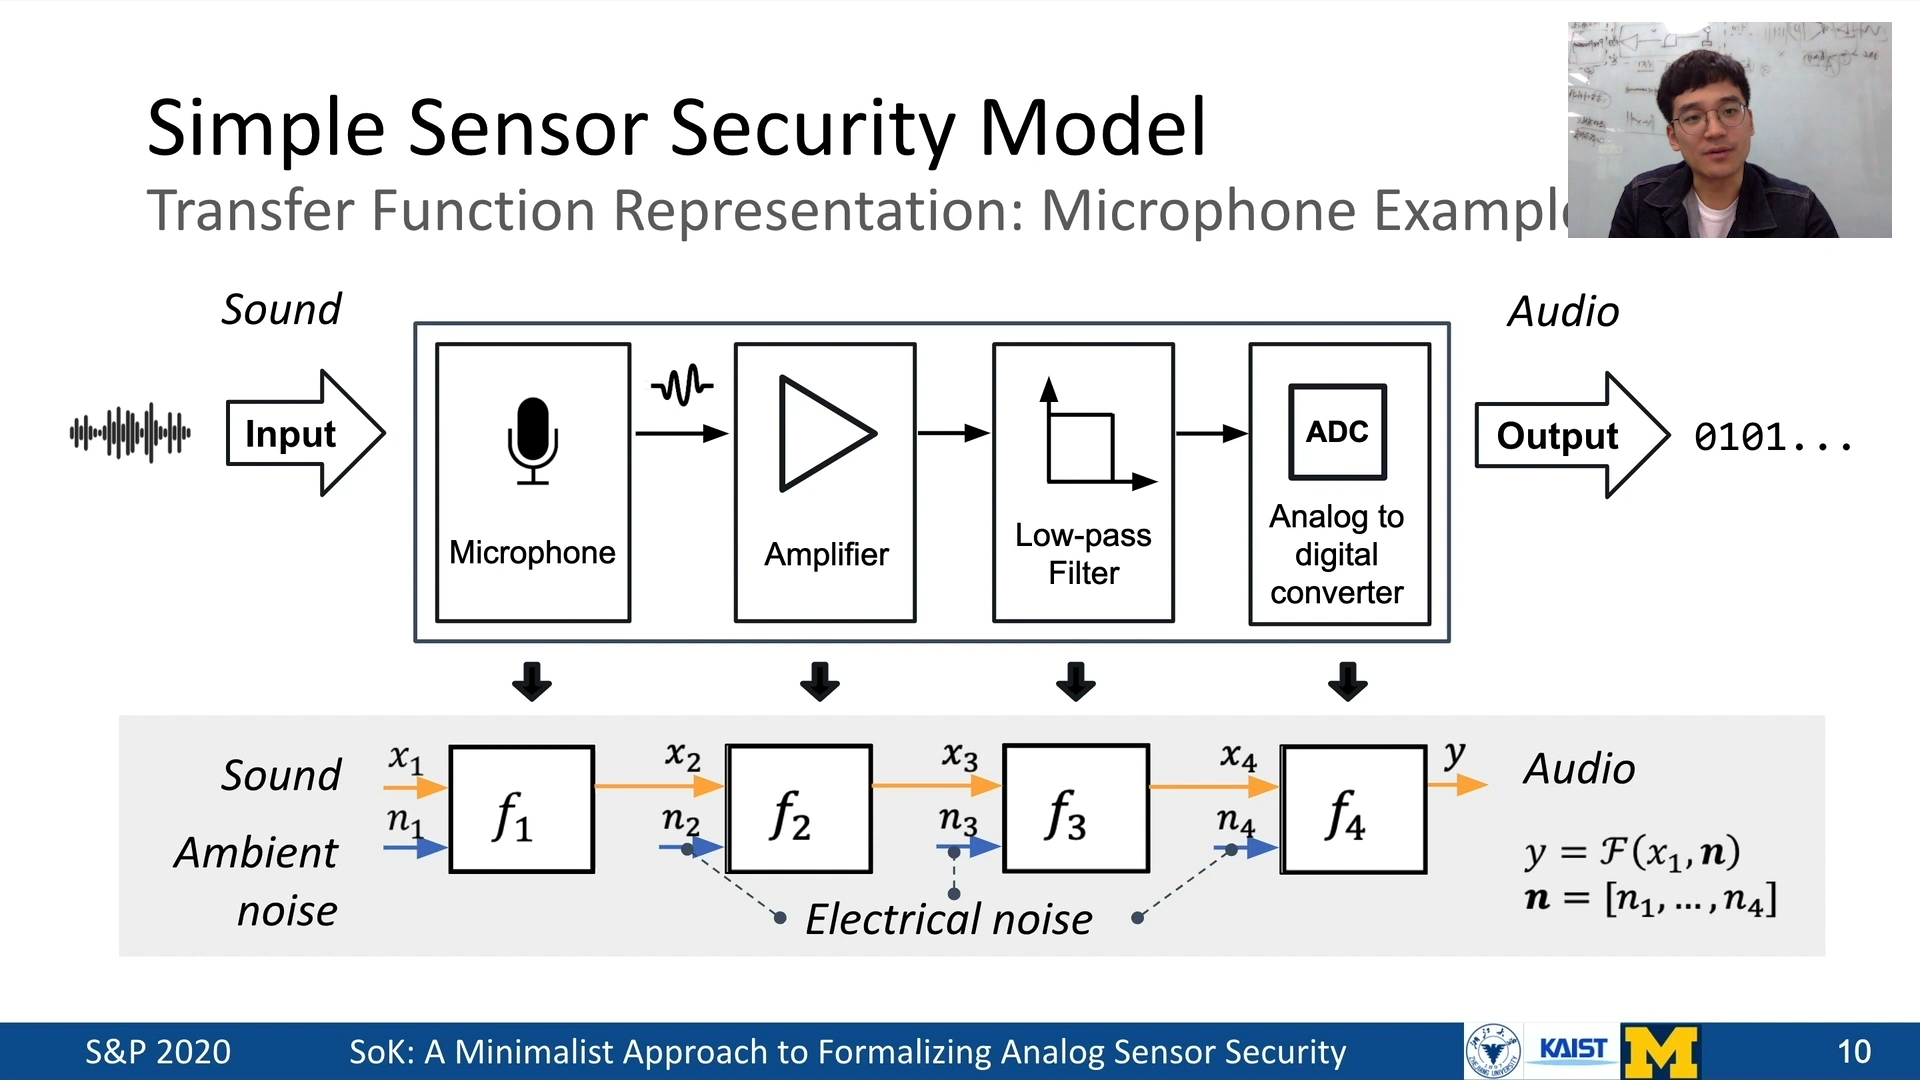 Simple Sensor Security Model
Transfer Function Representation: Microphone Example
Sound
Audio
Input
Microphone
Amplifier
Low-pass
Filter
ADC
Analog to
digital
converter
Output
0101...
Sound
Ambient
noise
x₁
n₁
f₁
x₂
n₂
f₂
x₃
n₃
f₃
x₄
n₄
f₄
y
Electrical noise
Audio
y = ℱ(x₁, n)
n = [n₁, … , n₄]
S&P 2020
SoK: A Minimalist Approach to Formalizing Analog Sensor Security
KAIST
M
10